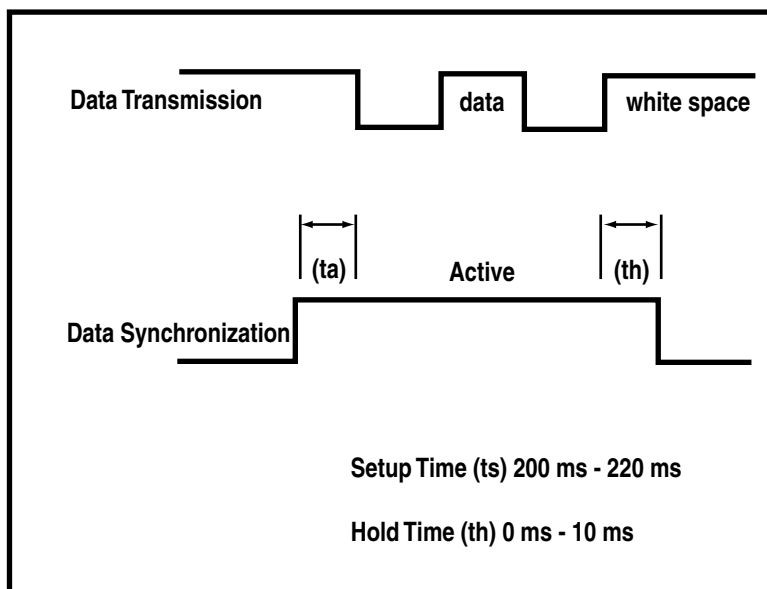 Data Transmission
data
white space
(ta)
Active
(th)
Data Synchronization
Setup Time (ts) 200 ms - 220 ms
Hold Time (th) 0 ms - 10 ms